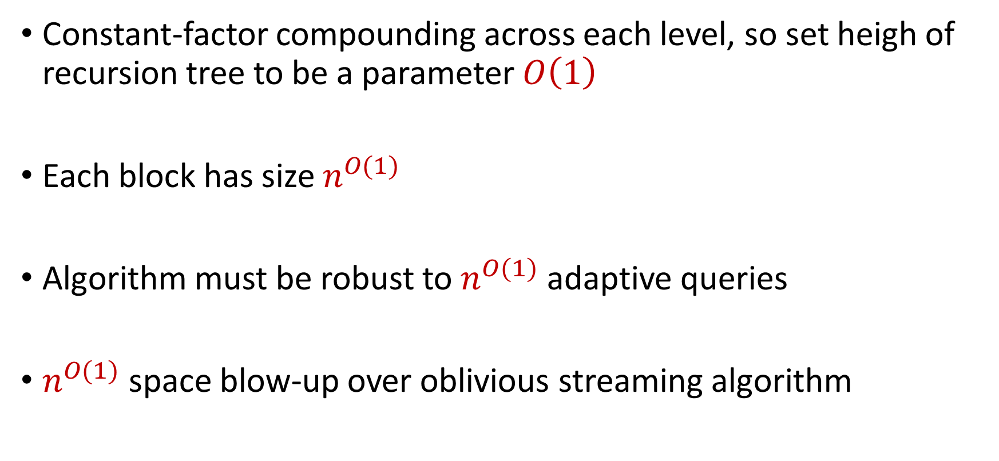 • Constant-factor compounding across each level, so set heigh of
recursion tree to be a parameter O(1)
• Each block has size n^{O(1)}
• Algorithm must be robust to n^{O(1)} adaptive queries
• n^{O(1)} space blow-up over oblivious streaming algorithm